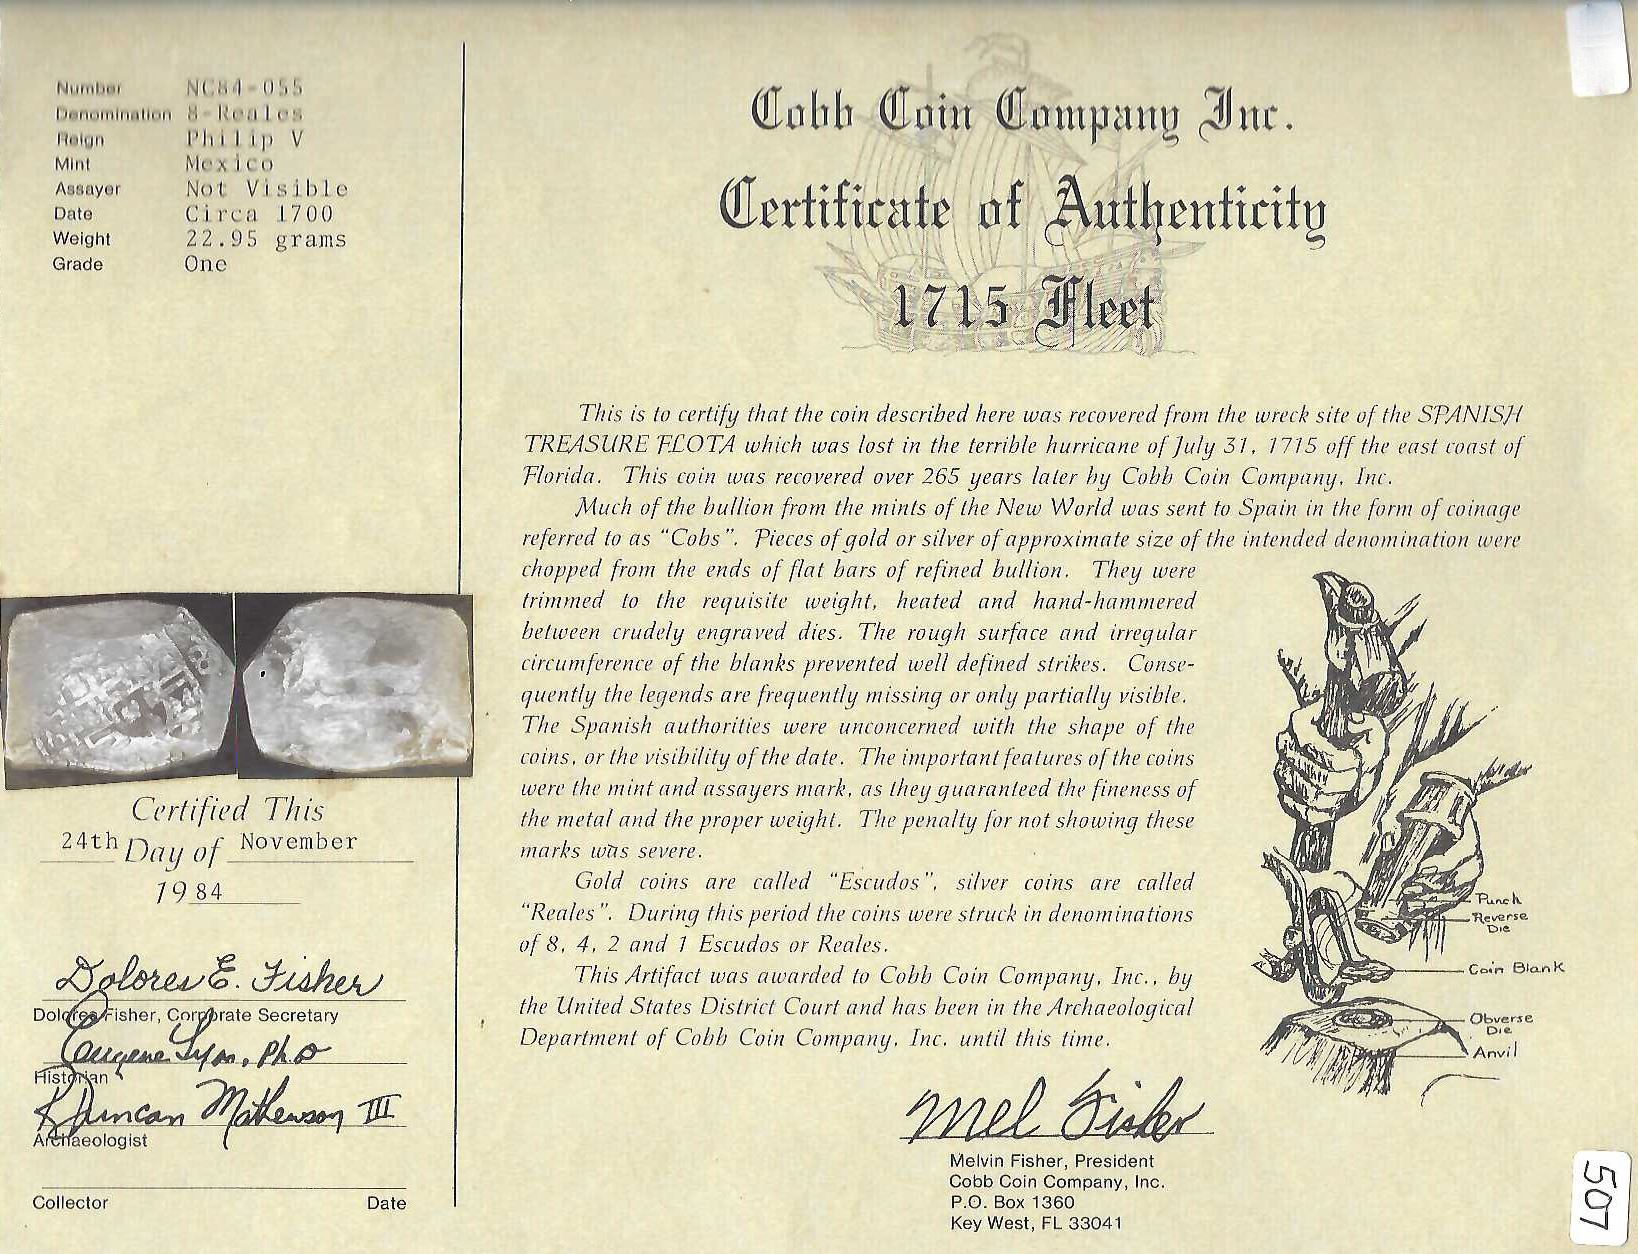 Number NC84-055
Denomination 8-Reales
Reign Philip V
Mint Mexico
Assayer Not Visible
Date Circa 1700
Weight 22.95 grams
Grade One
Certified This
24th Day of November
1984
Dolores E. Fisher
Dolores Fisher, Corporate Secretary
Eugene Lyon, Ph.D
Historian
R Duncan Mathewson III
Archaeologist
Collector Date
Cobb Coin Company Inc.
Certificate of Authenticity
1715 Fleet
This is to certify that the coin described here was recovered from the wreck site of the SPANISH
TREASURE FLOTA which was lost in the terrible hurricane of July 31, 1715 off the east coast of
Florida. This coin was recovered over 265 years later by Cobb Coin Company, Inc.
Much of the bullion from the mints of the New World was sent to Spain in the form of coinage
referred to as "Cobs". Pieces of gold or silver of approximate size of the intended denomination were
chopped from the ends of flat bars of refined bullion. They were
trimmed to the requisite weight, heated and hand-hammered
between crudely engraved dies. The rough surface and irregular
circumference of the blanks prevented well defined strikes. Conse-
quently the legends are frequently missing or only partially visible.
The Spanish authorities were unconcerned with the shape of the
coins, or the visibility of the date. The important features of the coins
were the mint and assayers mark, as they guaranteed the fineness of
the metal and the proper weight. The penalty for not showing these
marks was severe.
Gold coins are called "Escudos", silver coins are called
"Reales". During this period the coins were struck in denominations
of 8, 4, 2 and 1 Escudos or Reales.
This Artifact was awarded to Cobb Coin Company, Inc., by
the United States District Court and has been in the Archaeological
Department of Cobb Coin Company, Inc. until this time.
Punch
Reverse
Die
Coin Blank
Obverse
Die
Anvil
Mel Fisher
Melvin Fisher, President
Cobb Coin Company, Inc.
P.O. Box 1360
Key West, FL 33041
507